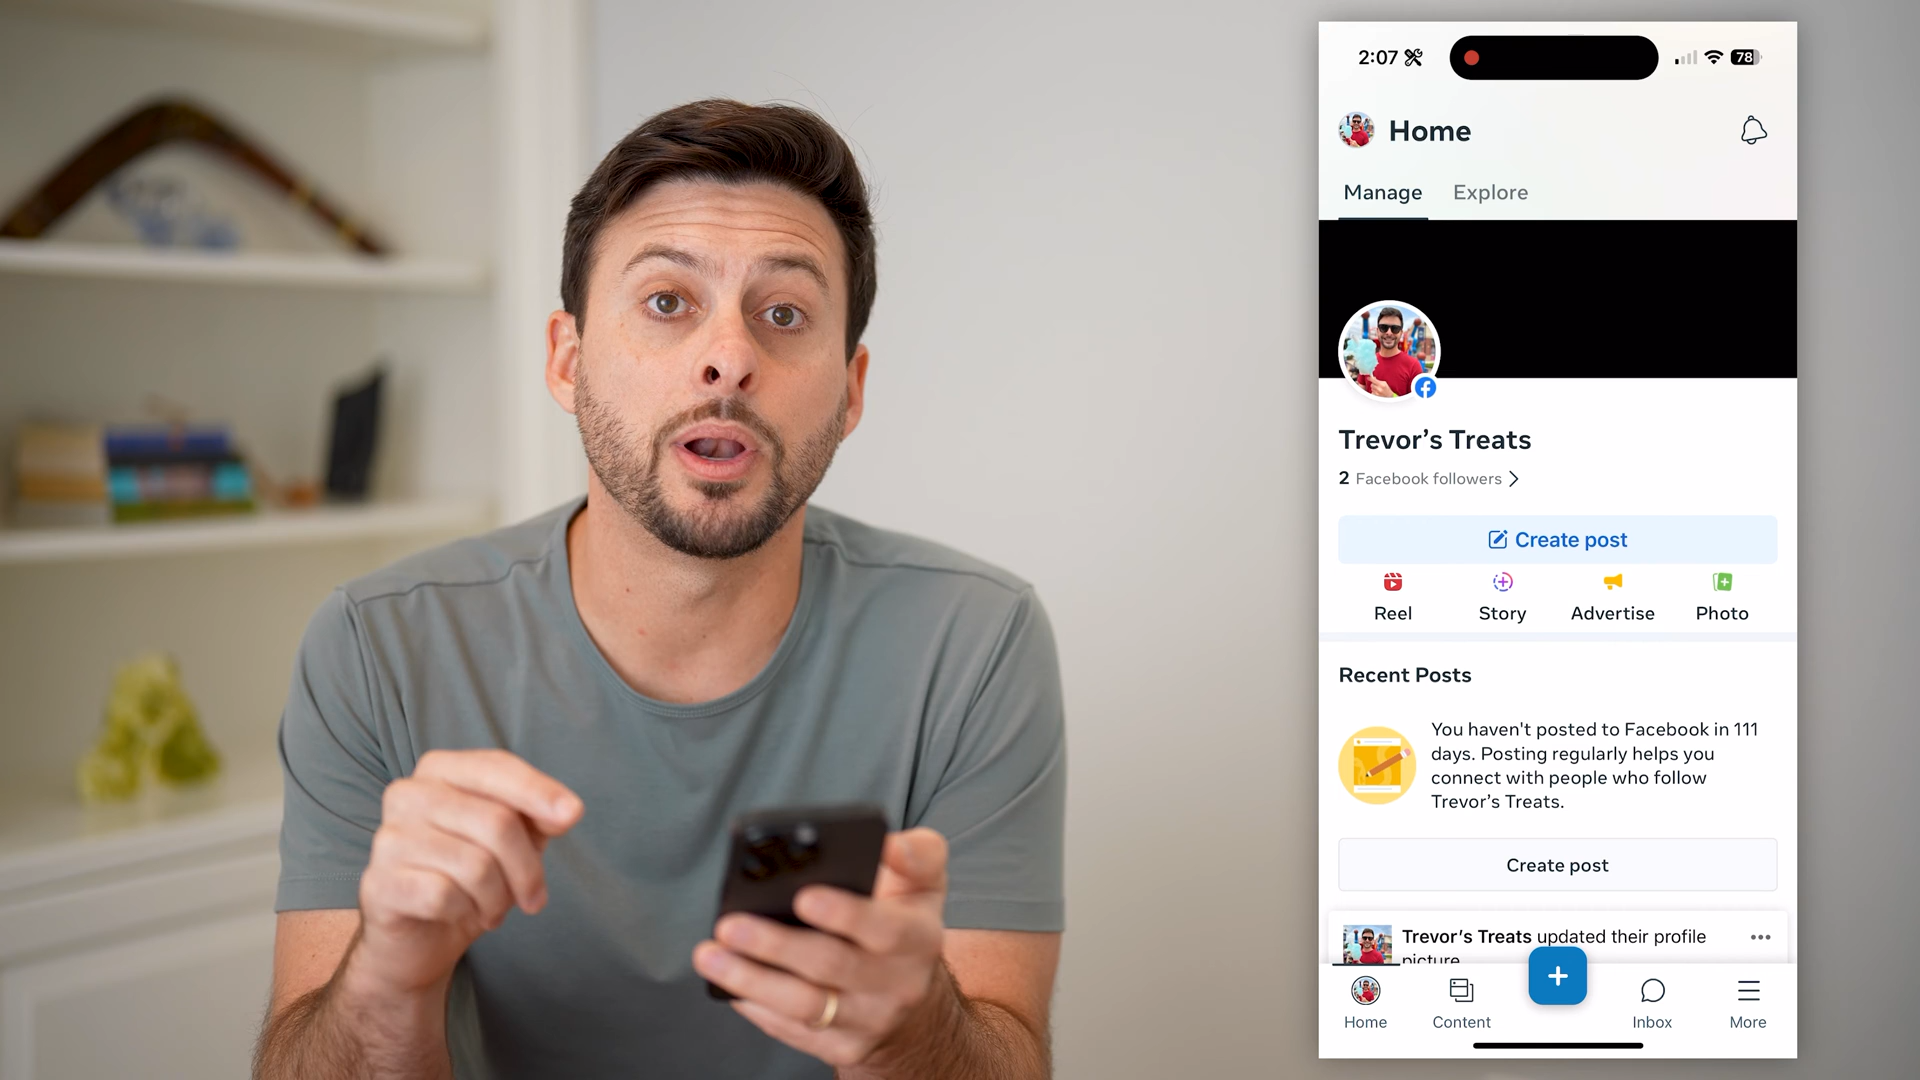 2:07
78
Home
Manage Explore
Trevor's Treats
2 Facebook followers
Create post
Reel Story Advertise Photo
Recent Posts
You haven't posted to Facebook in 111
days. Posting regularly helps you
connect with people who follow
Trevor's Treats.
Create post
Trevor's Treats updated their profile
picture.
Home Content Inbox More